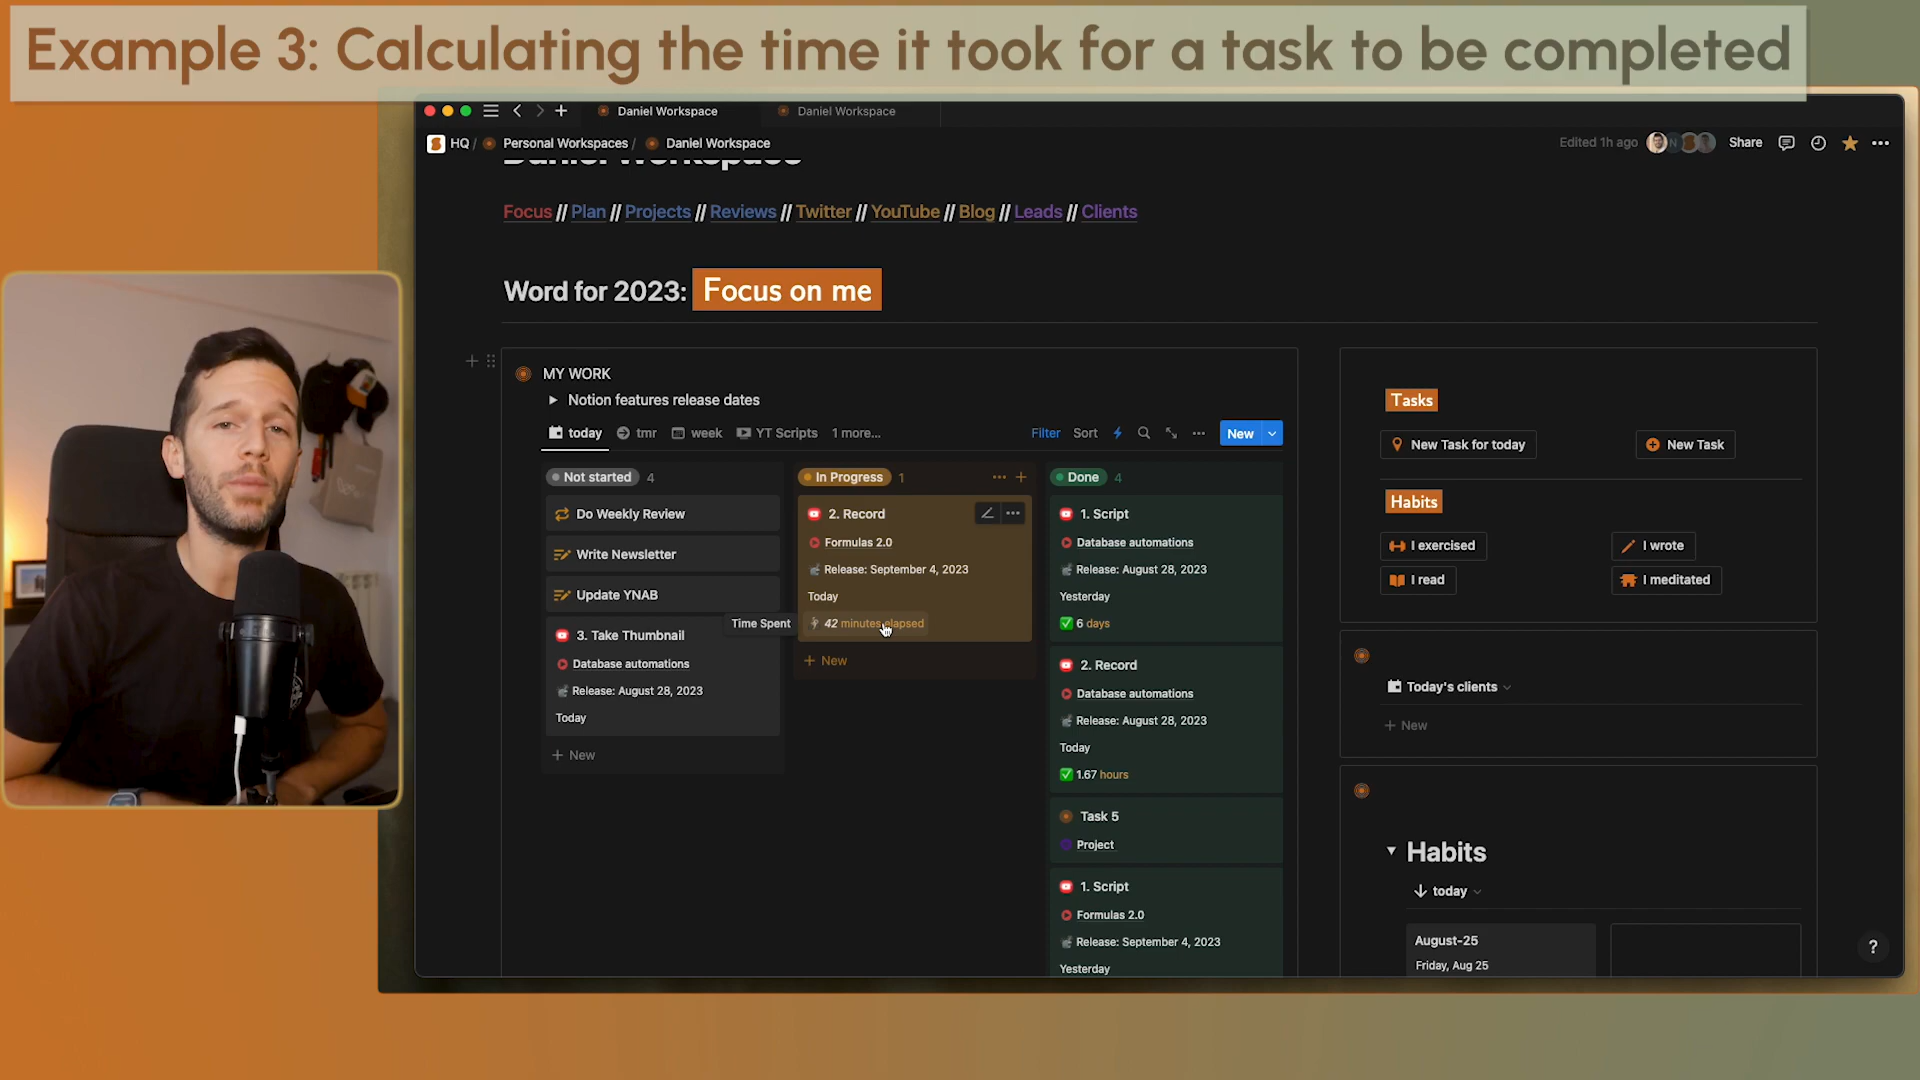 Example 3: Calculating the time it took for a task to be completed
Daniel Workspace
Daniel Workspace
HQ / Personal Workspaces / Daniel Workspace
Edited 1h ago
N
Share
Daniel Workspace
Focus // Plan // Projects // Reviews // Twitter // YouTube // Blog // Leads // Clients
Word for 2023: Focus on me
MY WORK
Notion features release dates
today tmr week YT Scripts 1 more...
Filter Sort New
Not started 4
Do Weekly Review
Write Newsletter
Update YNAB
3. Take Thumbnail
Database automations
Release: August 28, 2023
Today
+ New
In Progress 1
2. Record
Formulas 2.0
Release: September 4, 2023
Today
Time Spent
42 minutes elapsed
+ New
Done 4
1. Script
Database automations
Release: August 28, 2023
Yesterday
6 days
2. Record
Database automations
Release: August 28, 2023
Today
1.67 hours
Task 5
Project
1. Script
Formulas 2.0
Release: September 4, 2023
Yesterday
Tasks
New Task for today
New Task
Habits
I exercised
I wrote
I read
I meditated
Today's clients
+ New
Habits
today
August-25
Friday, Aug 25
?